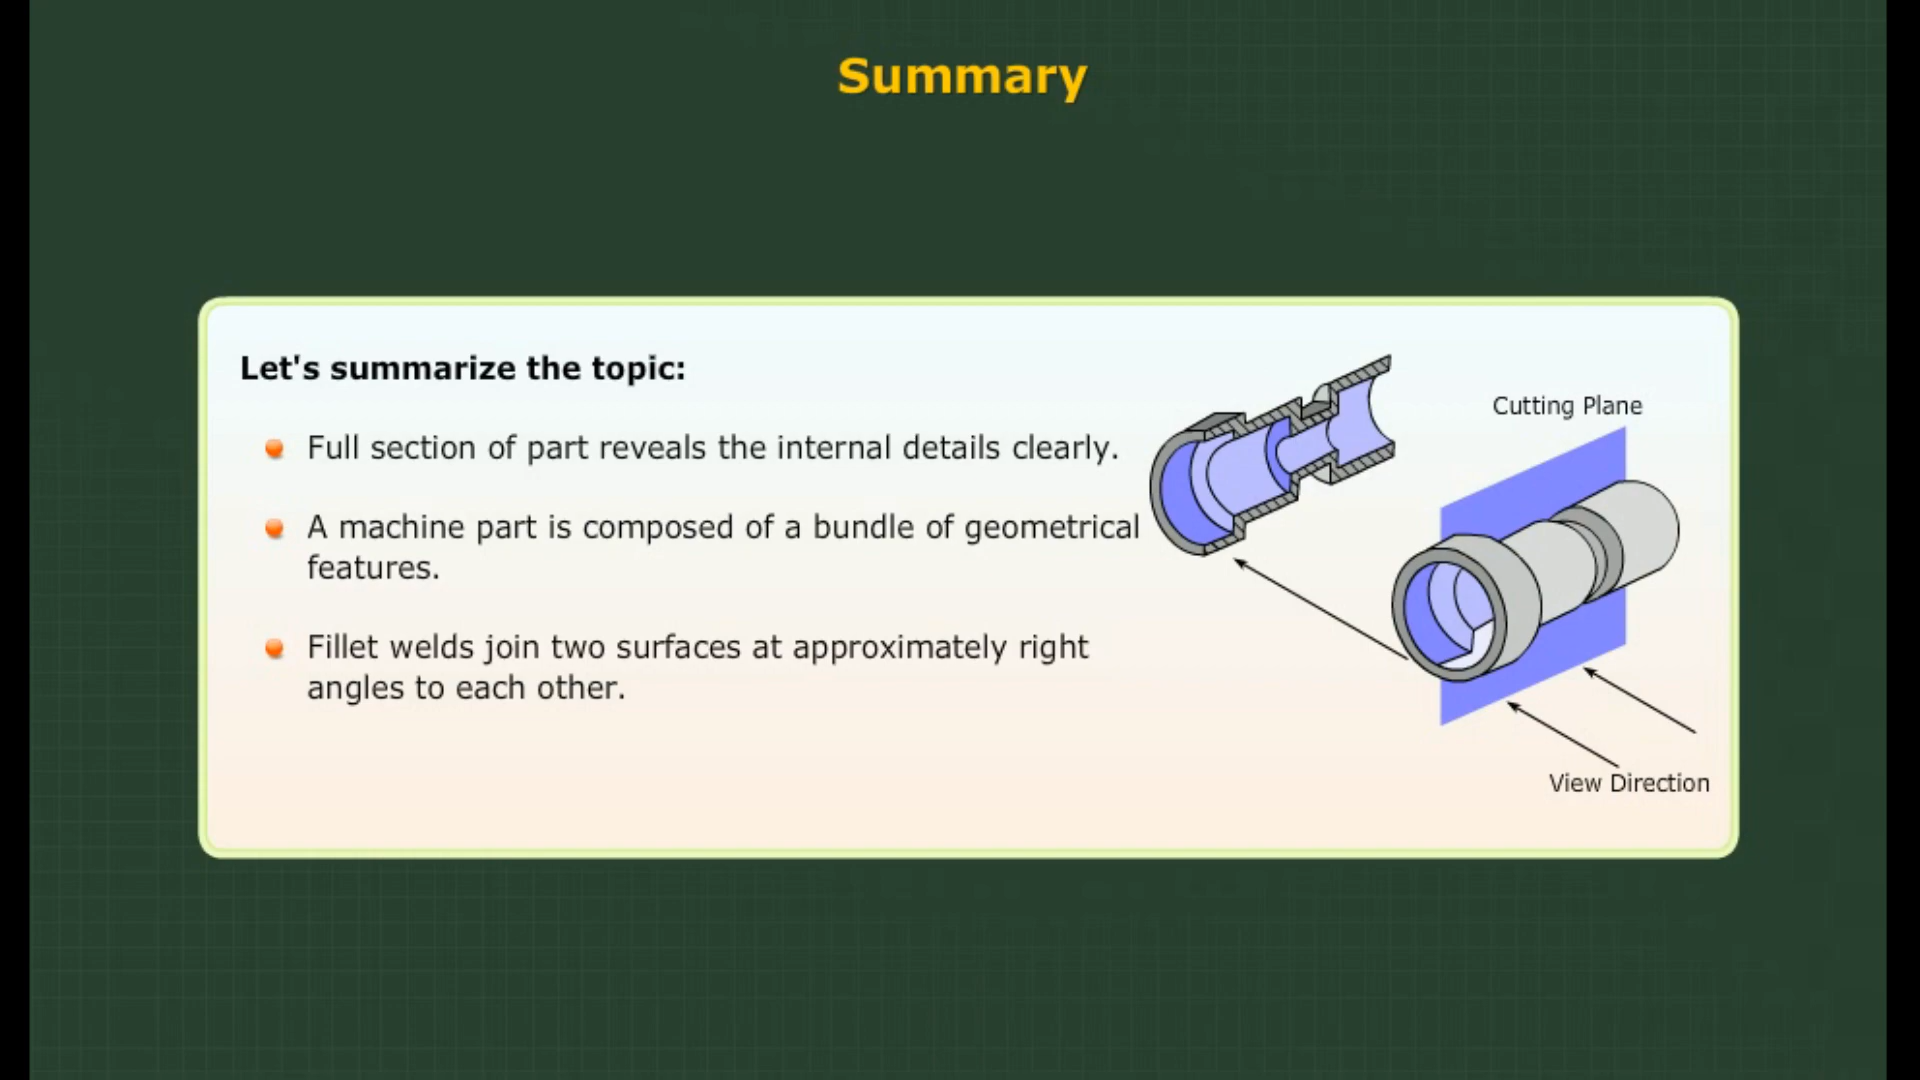 Summary
Let's summarize the topic:
Full section of part reveals the internal details clearly.
A machine part is composed of a bundle of geometrical
features.
Fillet welds join two surfaces at approximately right
angles to each other.
Cutting Plane
View Direction